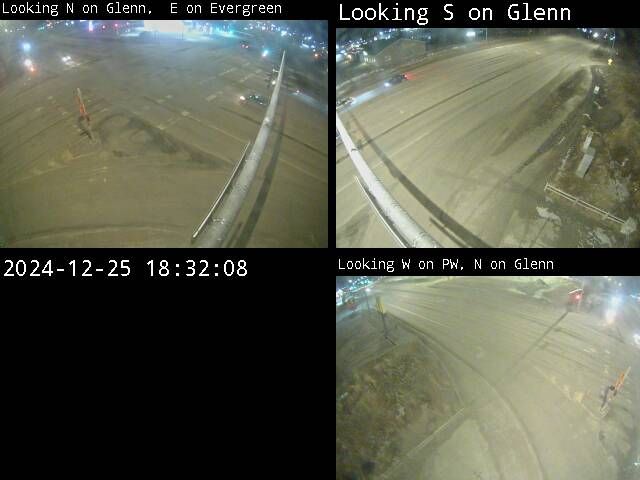 Looking N on Glenn,  E on Evergreen
Looking S on Glenn
2024-12-25 18:32:08
Looking W on PW, N on Glenn